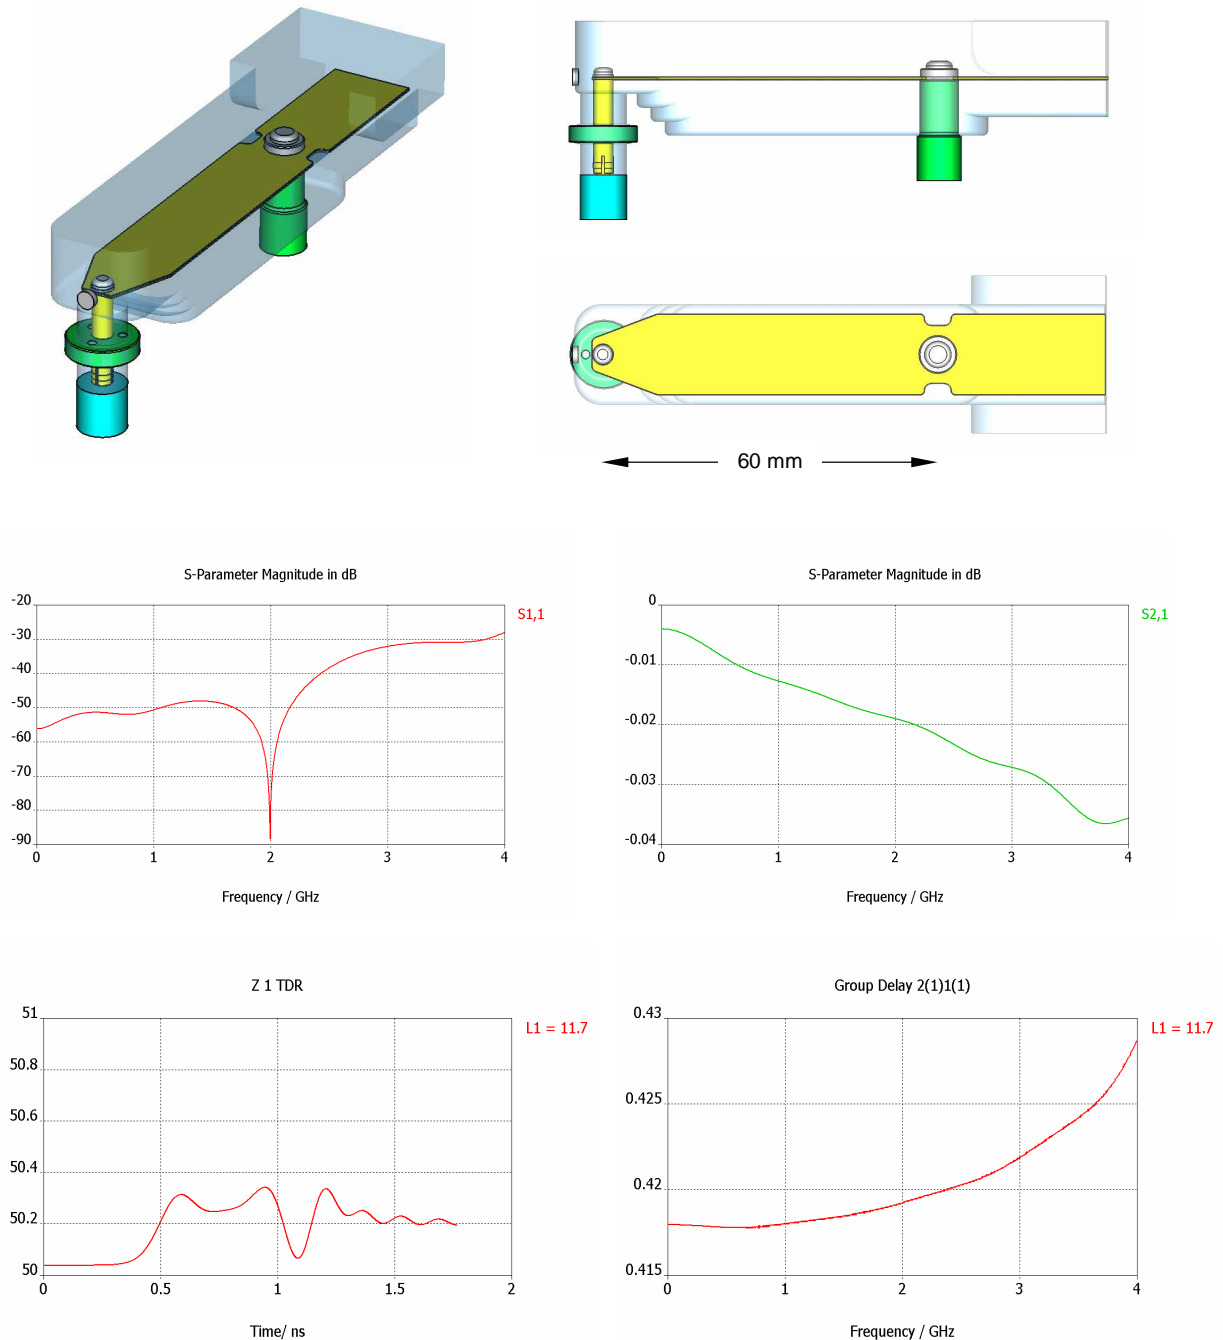 60 mm
S-Parameter Magnitude in dB
-20
-30
-40
-50
-60
-70
-80
-90
0 1 2 3 4
Frequency / GHz
S1,1
S-Parameter Magnitude in dB
0
-0.01
-0.02
-0.03
-0.04
0 1 2 3 4
Frequency / GHz
S2,1
Z 1 TDR
51
50.8
50.6
50.4
50.2
50
0 0.5 1 1.5 2
Time/ ns
L1 = 11.7
Group Delay 2(1)1(1)
0.43
0.425
0.42
0.415
0 1 2 3 4
Frequency / GHz
L1 = 11.7